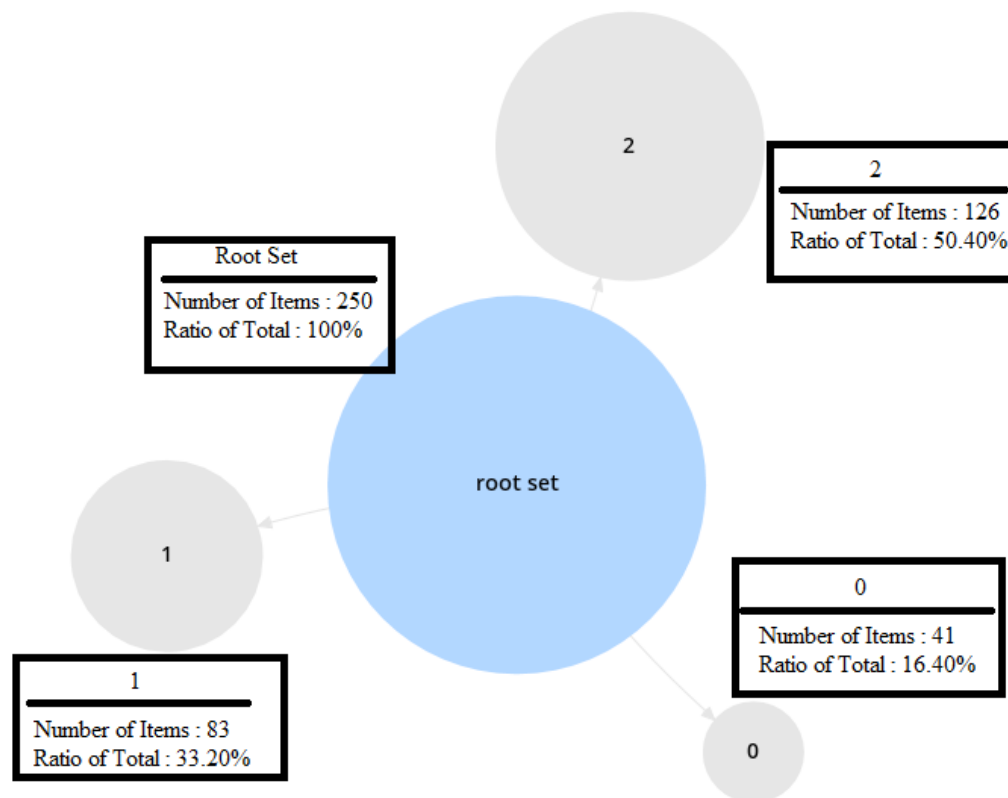 2
2
Number of Items : 126
Ratio of Total : 50.40%
Root Set
Number of Items : 250
Ratio of Total : 100%
root set
1
1
Number of Items : 83
Ratio of Total : 33.20%
0
Number of Items : 41
Ratio of Total : 16.40%
0